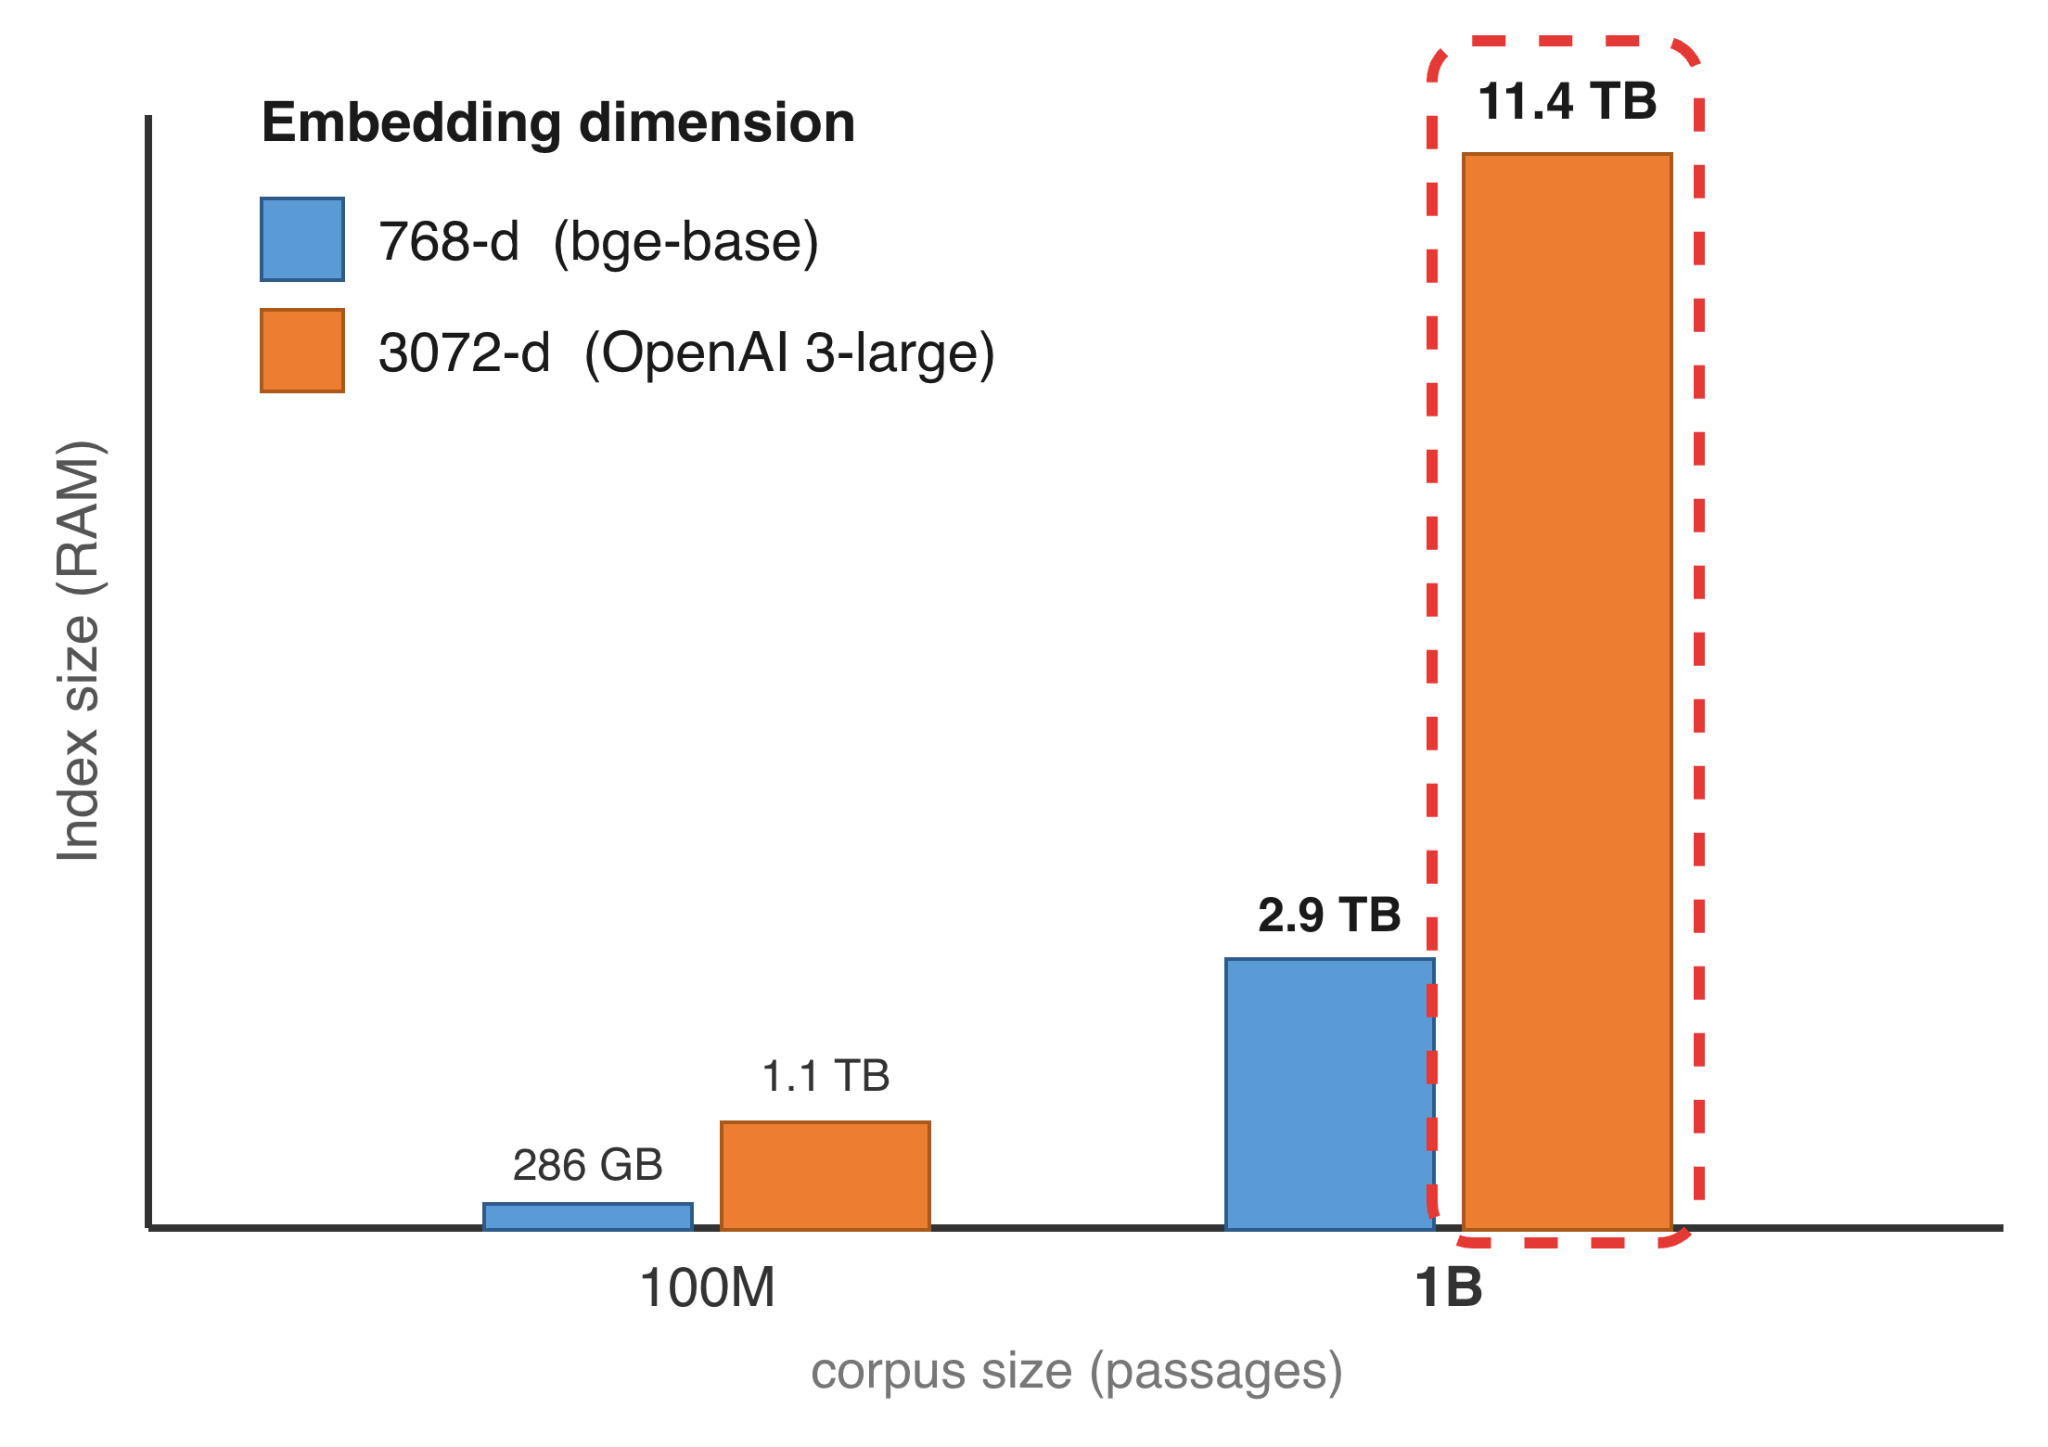 Embedding dimension
768-d (bge-base)
3072-d (OpenAI 3-large)
Index size (RAM)
11.4 TB
2.9 TB
1.1 TB
286 GB
100M
1B
corpus size (passages)